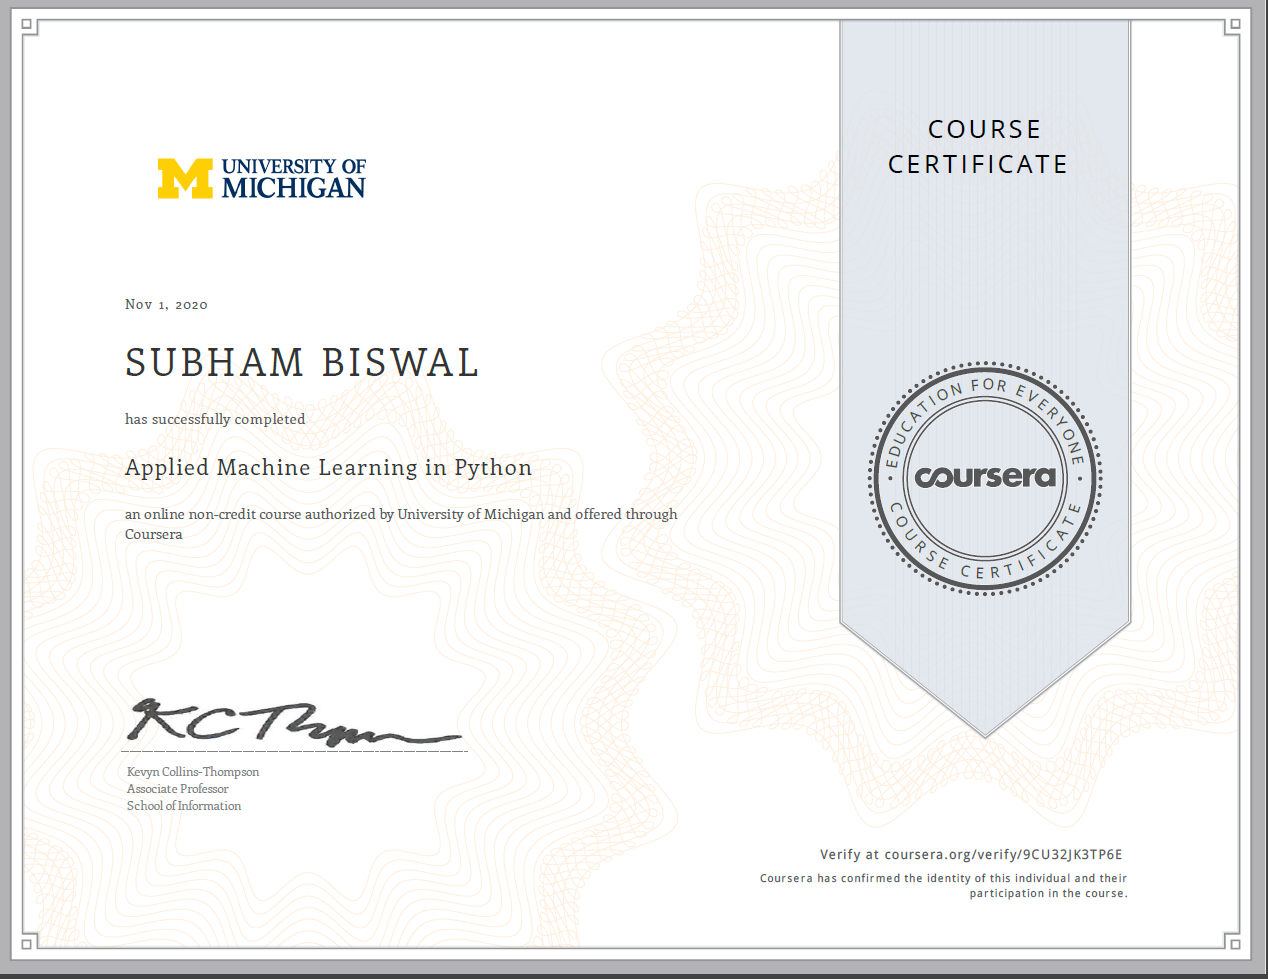 UNIVERSITY OF
MICHIGAN
COURSE
CERTIFICATE
Nov 1, 2020
SUBHAM BISWAL
has successfully completed
Applied Machine Learning in Python
an online non-credit course authorized by University of Michigan and offered through
Coursera
EDUCATION FOR EVERYONE
coursera
COURSE CERTIFICATE
KC Thompson
Kevyn Collins-Thompson
Associate Professor
School of Information
Verify at coursera.org/verify/9CU32JK3TP6E
Coursera has confirmed the identity of this individual and their
participation in the course.